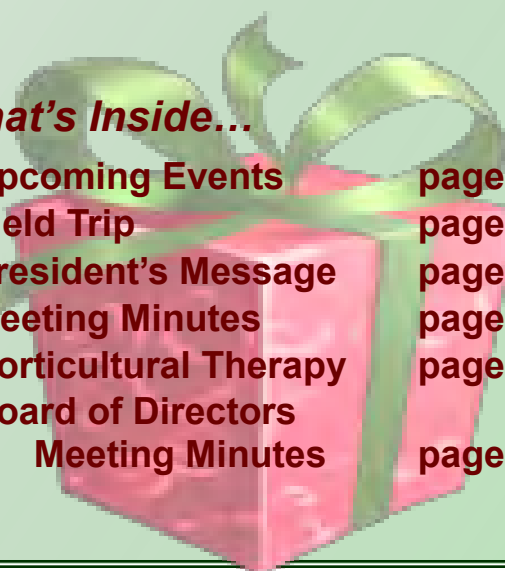 hat's Inside…
pcoming Events page
eld Trip page
resident's Message page
eeting Minutes page
orticultural Therapy page
oard of Directors
Meeting Minutes page